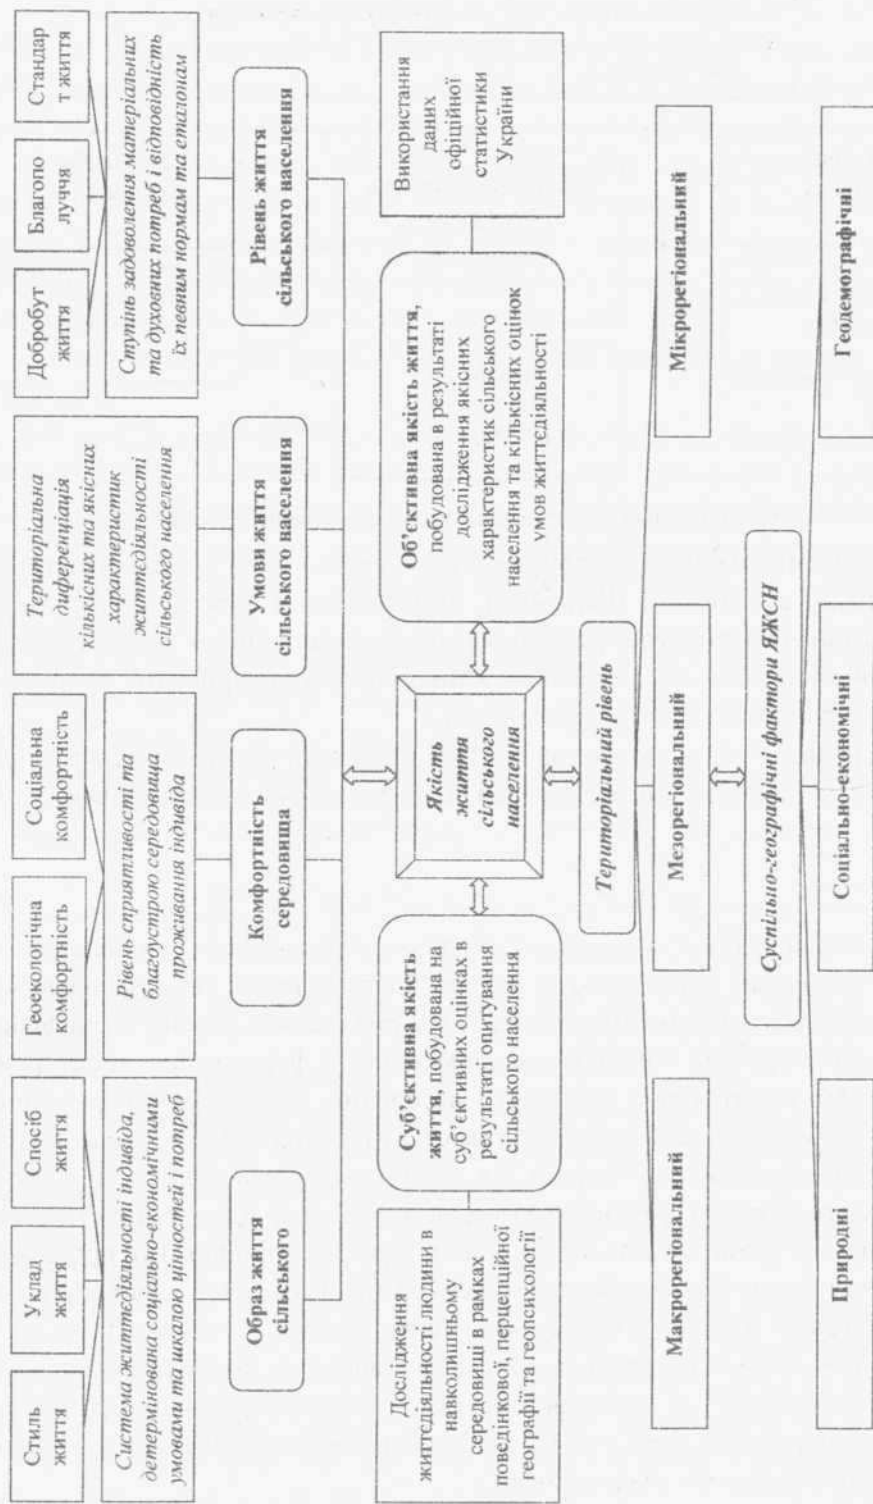 Стиль
життя
Уклад
життя
Спосіб
життя
Геоекологічна
комфортність
Соціальна
комфортність
Добробут
життя
Благопо
луччя
Стандар
т життя
Система життєдіяльності індивіда,
детермінована соціально-економічними
умовами та шкалою цінностей і потреб
Рівень сприятливості та
благоустрою середовища
проживання індивіда
Територіальна
диференціація
кількісних та якісних
характеристик
життєдіяльності
сільського населення
Ступінь задоволення матеріальних
та духовних потреб і відповідність
їх певним нормам та еталонам
Образ життя
сільського
Комфортність
середовища
Умови життя
сільського населення
Рівень життя
сільського населення
Дослідження
життєдіяльності людини в
навколишньому
середовищі в рамках
поведінкової, перцепційної
географії та геопсихології
Суб’єктивна якість
життя, побудована на
суб’єктивних оцінках в
результаті опитування
сільського населення
Якість
життя
сільського
населення
Об’єктивна якість життя,
побудована в результаті
дослідження якісних
характеристик сільського
населення та кількісних оцінок
умов життєдіяльності
Використання
даних
офіційної
статистики
України
Територіальний рівень
Макрорегіональний
Мезорегіональний
Мікрорегіональний
Суспільно-географічні фактори ЯЖСН
Природні
Соціально-економічні
Геодемографічні